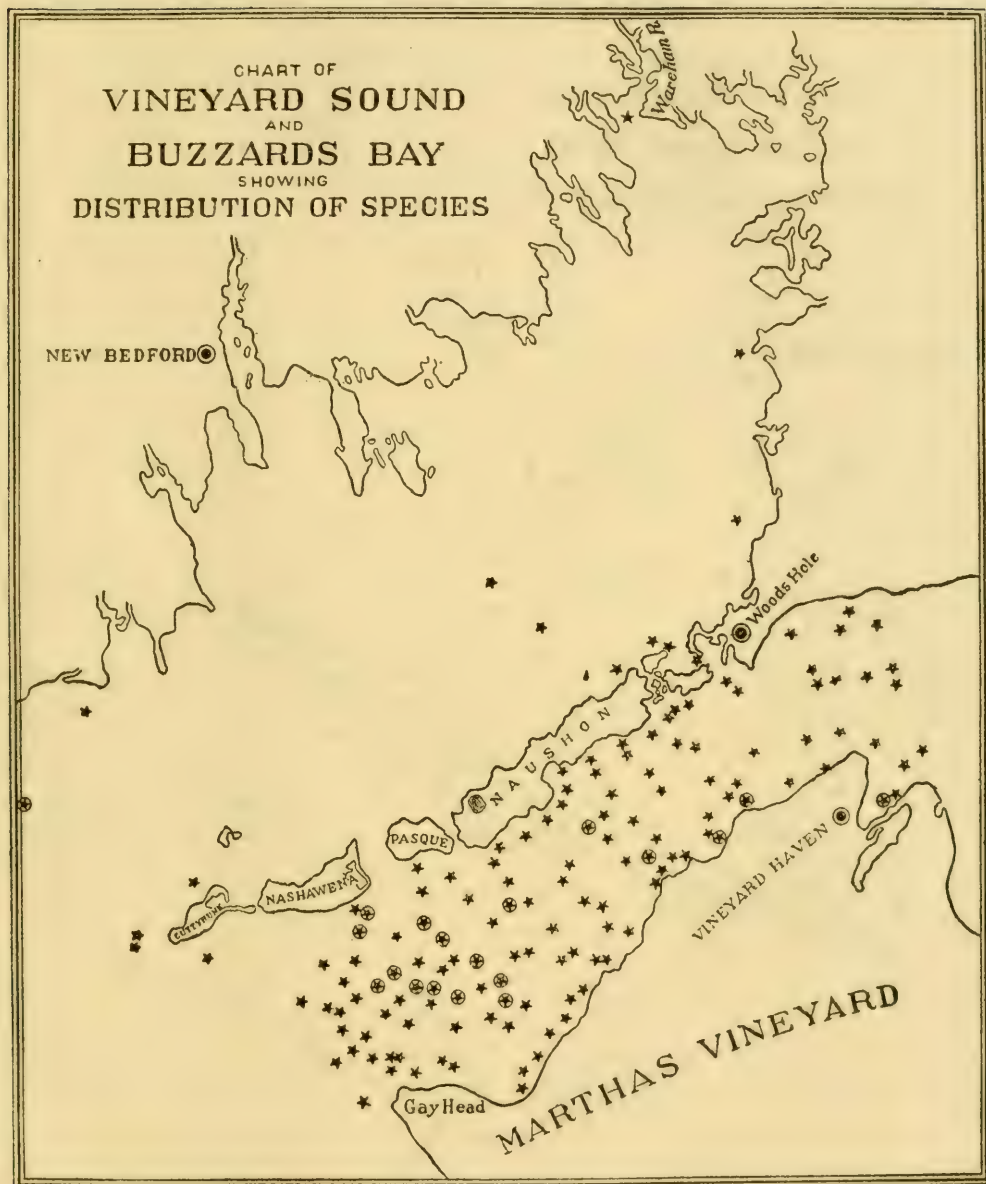 CHART OF
VINEYARD SOUND
AND
BUZZARDS BAY
SHOWING
DISTRIBUTION OF SPECIES
Wareham R.
NEW BEDFORD
Woods Hole
NAUSHON
PASQUE
NASHAWENA
CUTTYHUNK
VINEYARD HAVEN
MARTHAS VINEYARD
Gay Head